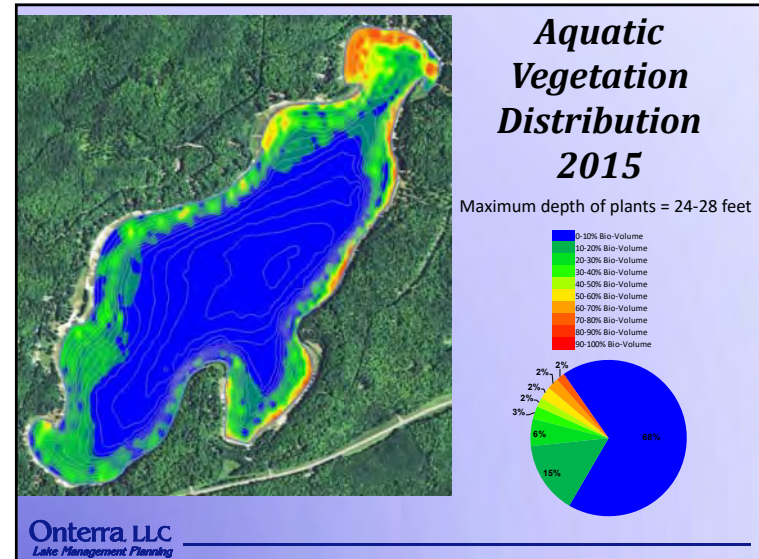 Aquatic
Vegetation
Distribution
2015
Maximum depth of plants = 24-28 feet
0-10% Bio-Volume
10-20% Bio-Volume
20-30% Bio-Volume
30-40% Bio-Volume
40-50% Bio-Volume
50-60% Bio-Volume
60-70% Bio-Volume
70-80% Bio-Volume
80-90% Bio-Volume
90-100% Bio-Volume
2%
2%
2%
2%
3%
6%
15%
68%
Onterra LLC
Lake Management Planning